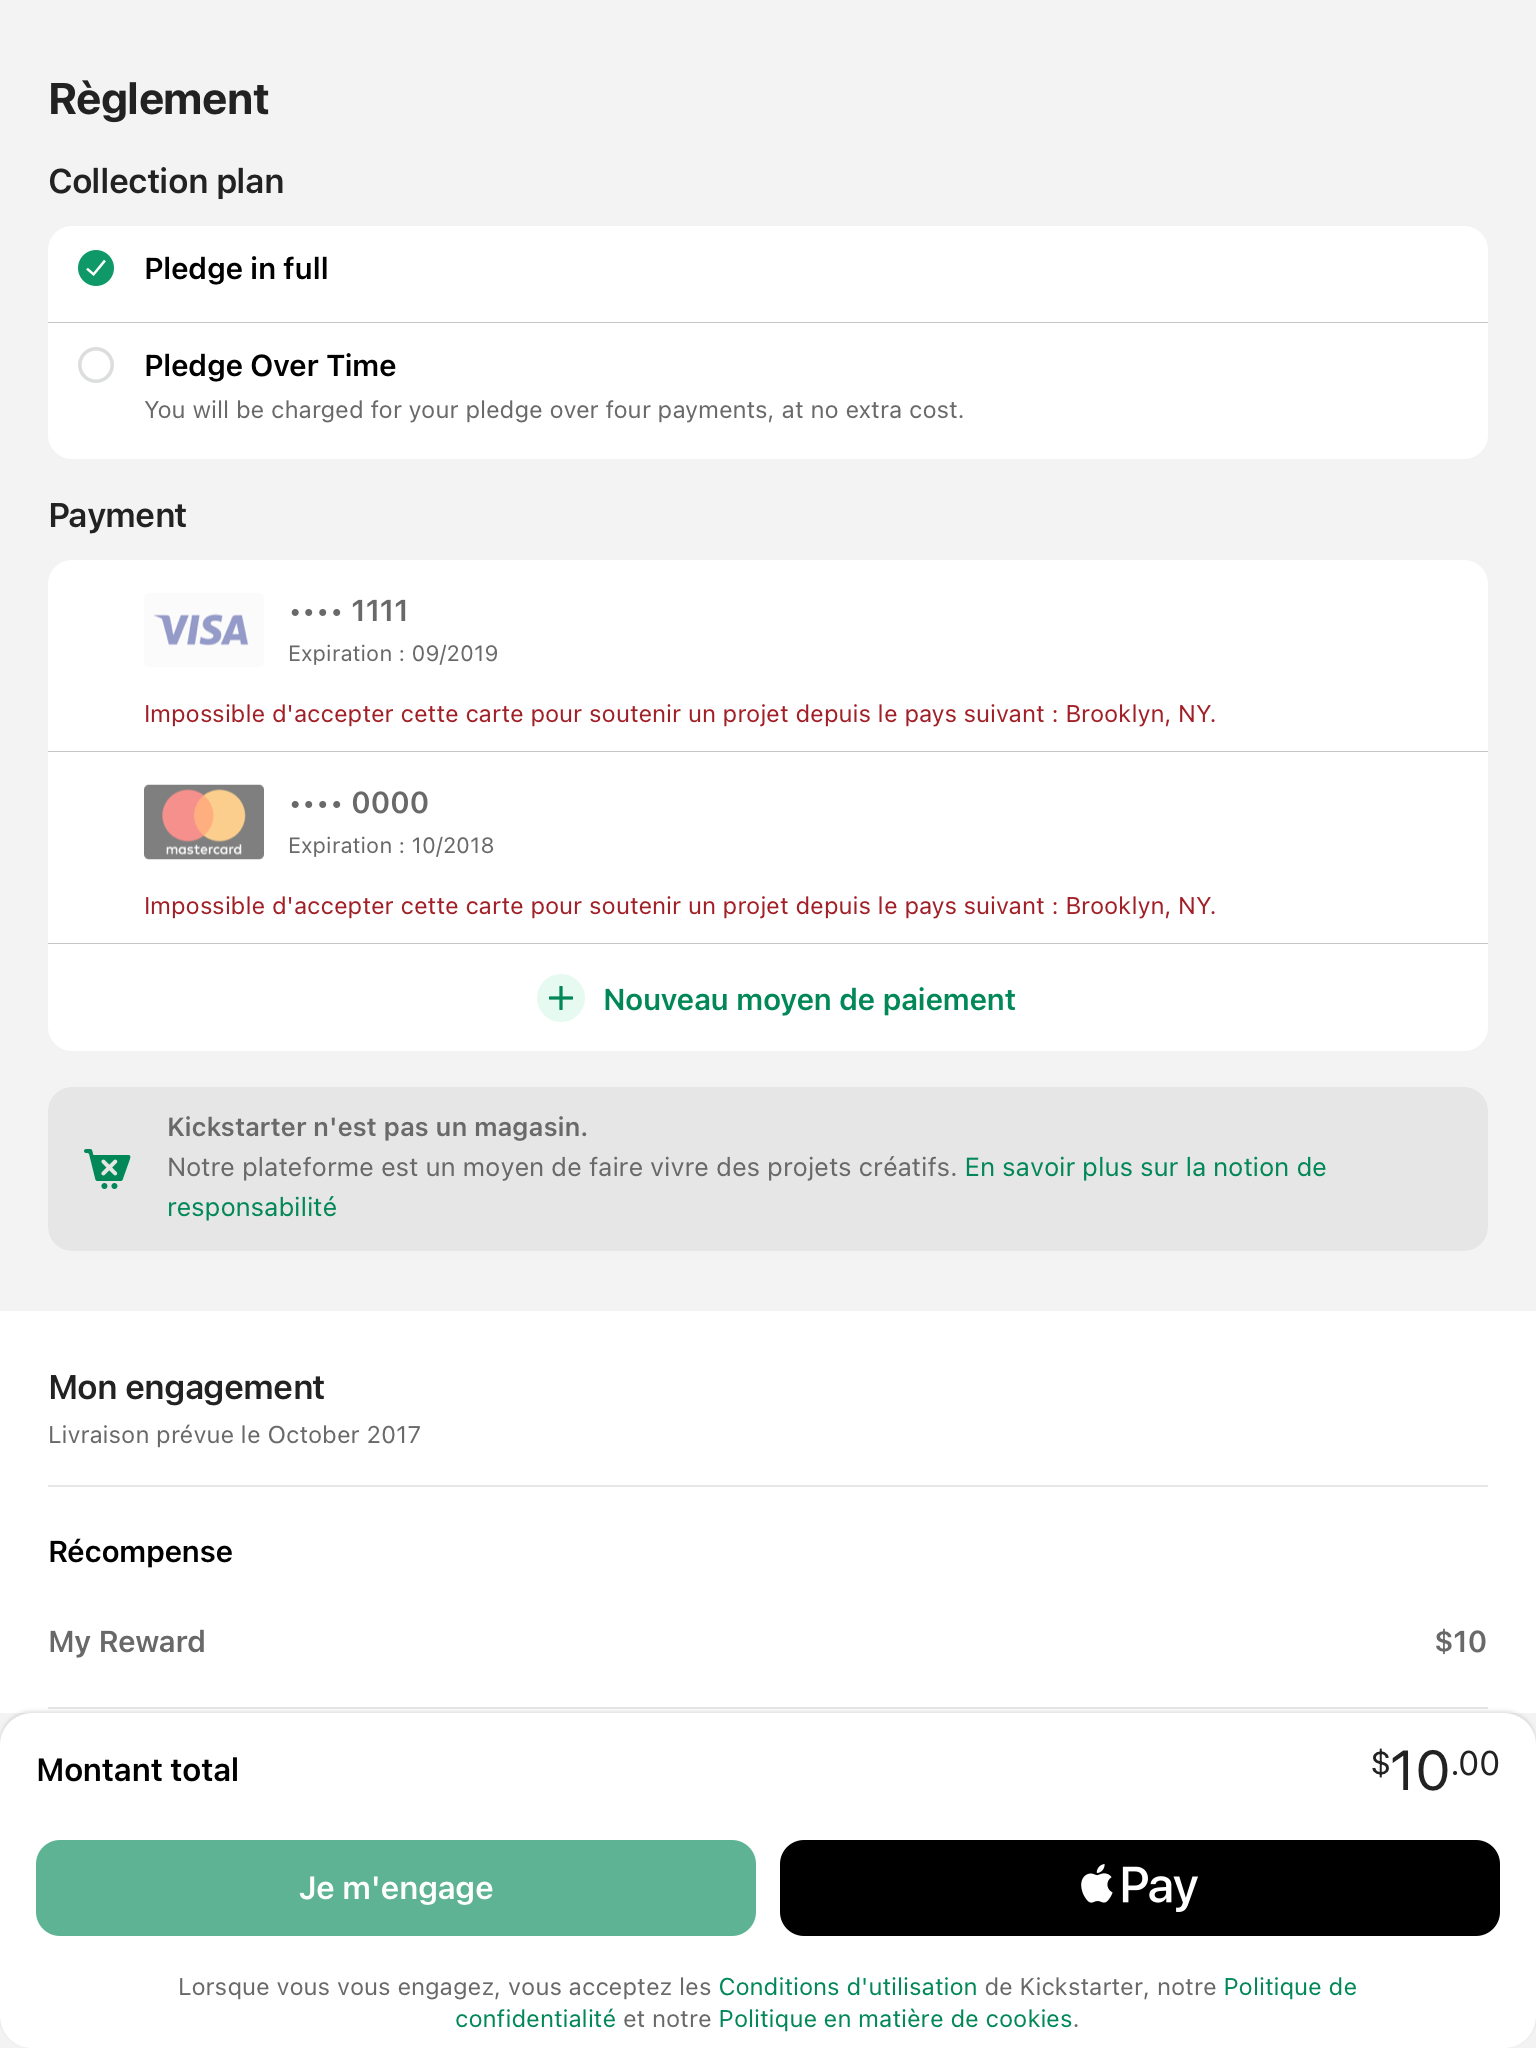 Règlement
Collection plan
Pledge in full
Pledge Over Time
You will be charged for your pledge over four payments, at no extra cost.
Payment
VISA
•••• 1111
Expiration : 09/2019
Impossible d'accepter cette carte pour soutenir un projet depuis le pays suivant : Brooklyn, NY.
mastercard
•••• 0000
Expiration : 10/2018
Impossible d'accepter cette carte pour soutenir un projet depuis le pays suivant : Brooklyn, NY.
Nouveau moyen de paiement
Kickstarter n'est pas un magasin.
Notre plateforme est un moyen de faire vivre des projets créatifs. En savoir plus sur la notion de
responsabilité
Mon engagement
Livraison prévue le October 2017
Récompense
My Reward $10
Montant total $10.00
Je m'engage
Pay
Lorsque vous vous engagez, vous acceptez les Conditions d'utilisation de Kickstarter, notre Politique de
confidentialité et notre Politique en matière de cookies.